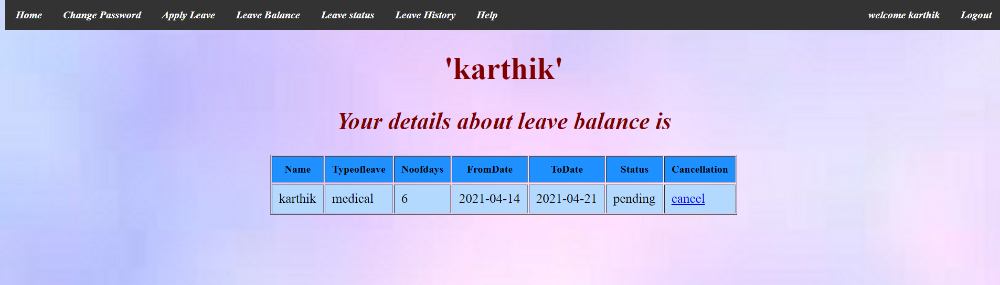 Home Change Password Apply Leave Leave Balance Leave status Leave History Help welcome karthik Logout
'karthik'
Your details about leave balance is
Name Typeofleave Noofdays FromDate ToDate Status Cancellation
karthik medical 6 2021-04-14 2021-04-21 pending cancel